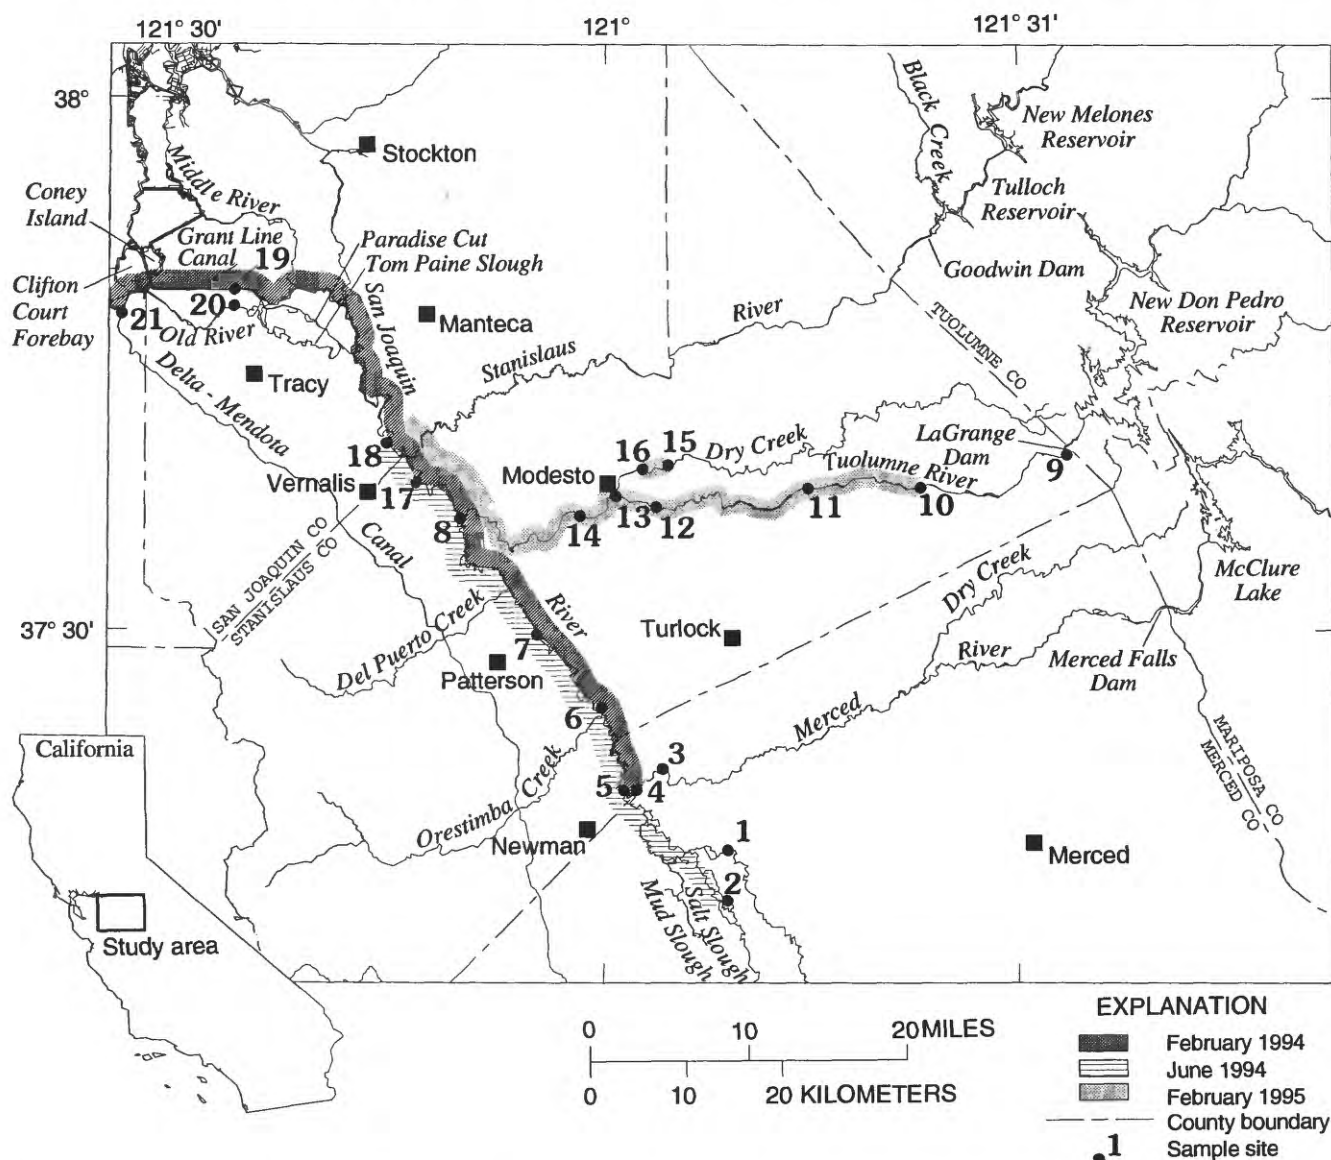 121° 30'
121°
121° 31'
38°
37° 30'
Stockton
Middle River
Coney
Island
Grant Line
Canal
19
Paradise Cut
Tom Paine Slough
Clifton
Court
Forebay
20
21
Old River
San Joaquin
Manteca
Tracy
Delta - Mendota
Canal
Stanislaus
River
Black Creek
New Melones
Reservoir
Tulloch
Reservoir
Goodwin Dam
New Don Pedro
Reservoir
TUOLUMNE CO
LaGrange
Dam
9
18
Vernalis
17
8
Modesto
16
15
Dry Creek
Tuolumne River
14
13
12
11
10
SAN JOAQUIN CO
STANISLAUS CO
Del Puerto Creek
7
River
Patterson
Turlock
6
Dry Creek
McClure
Lake
Merced
River
Merced Falls
Dam
MARIPOSA CO
MERCED CO
Orestimba Creek
5
4
3
Newman
1
2
Mud Slough
Salt Slough
Merced
California
Study area
0 10 20 MILES
0 10 20 KILOMETERS
EXPLANATION
February 1994
June 1994
February 1995
County boundary
1 Sample site